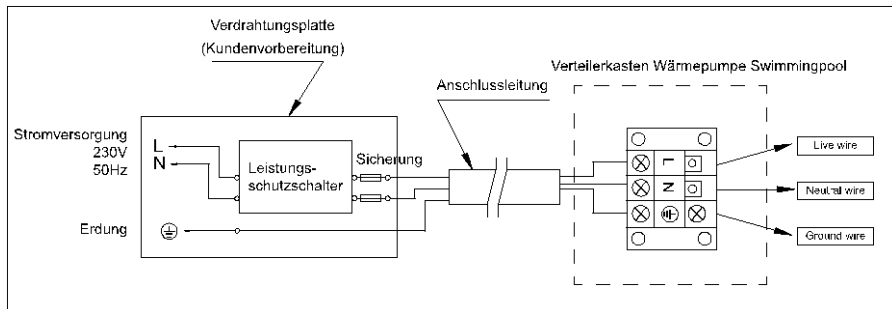 Verdrahtungsplatte
(Kundenvorbereitung)
Verteilerkasten Wärmepumpe Swimmingpool
Anschlussleitung
Stromversorgung
230V
50Hz
L
N
Leistungs-
schutzschalter
Sicherung
Erdung
L
N
Live wire
Neutral wire
Ground wire